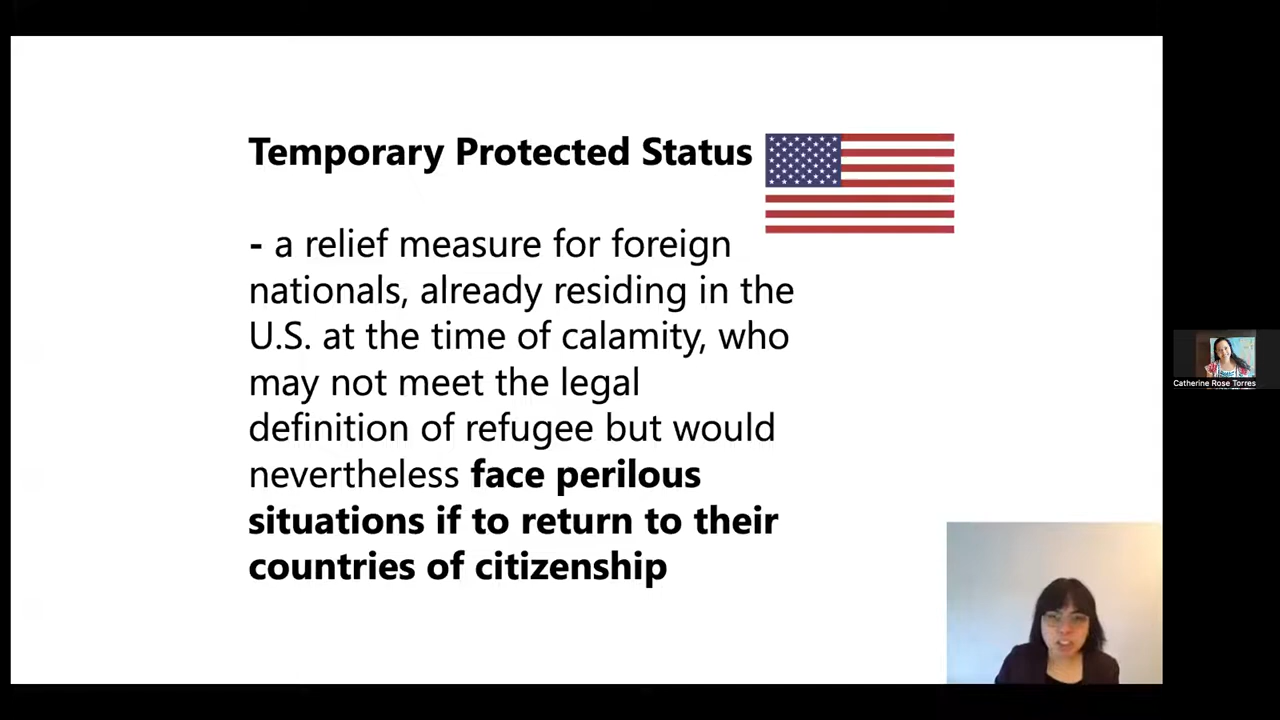 Temporary Protected Status
- a relief measure for foreign
nationals, already residing in the
U.S. at the time of calamity, who
may not meet the legal
definition of refugee but would
nevertheless face perilous
situations if to return to their
countries of citizenship
Catherine Rose Torres